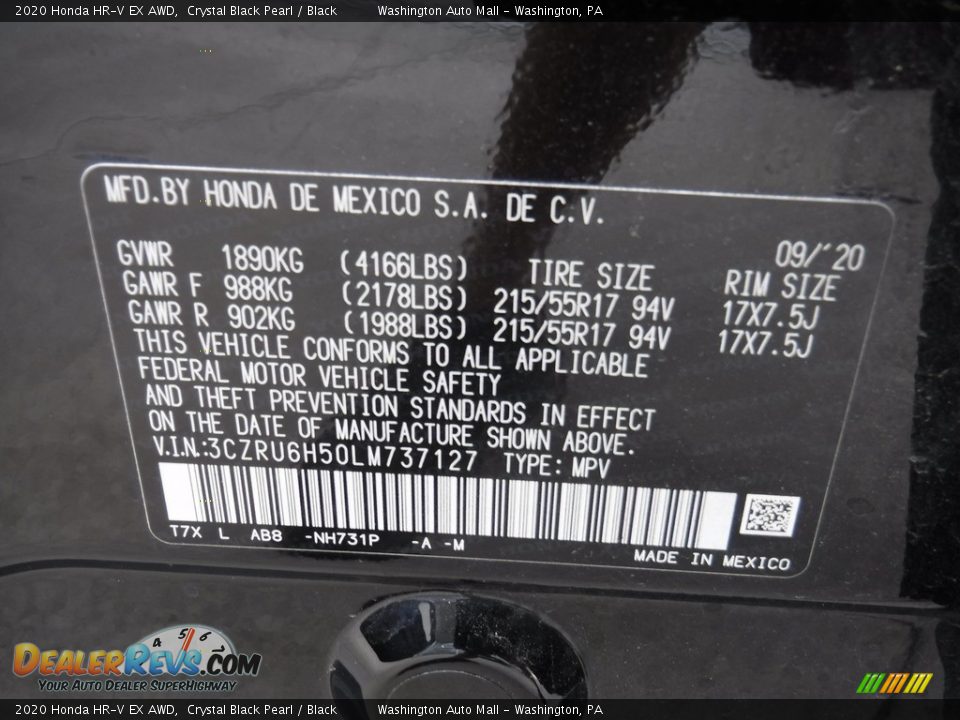 2020 Honda HR-V EX AWD,  Crystal Black Pearl / Black  Washington Auto Mall - Washington, PA
MFD.BY HONDA DE MEXICO S.A. DE C.V.
09/'20
GVWR 1890KG (4166LBS) TIRE SIZE RIM SIZE
GAWR F 988KG (2178LBS) 215/55R17 94V 17X7.5J
GAWR R 902KG (1988LBS) 215/55R17 94V 17X7.5J
THIS VEHICLE CONFORMS TO ALL APPLICABLE
FEDERAL MOTOR VEHICLE SAFETY
AND THEFT PREVENTION STANDARDS IN EFFECT
ON THE DATE OF MANUFACTURE SHOWN ABOVE.
V.I.N.:3CZRU6H50LM737127 TYPE: MPV
T7X L AB8 -NH731P -A -M
MADE IN MEXICO
4 5 6
DealerRevs.com
Your Auto Dealer SuperHighway
2020 Honda HR-V EX AWD,  Crystal Black Pearl / Black  Washington Auto Mall - Washington, PA